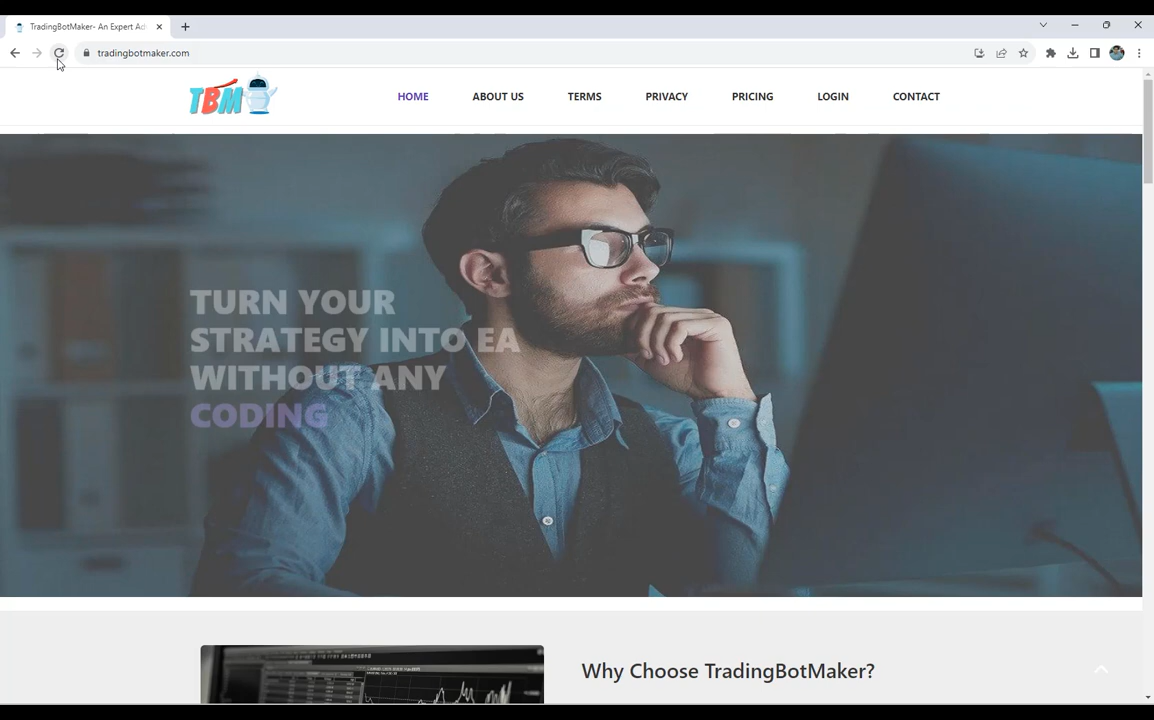 TradingBotMaker- An Expert Ad
tradingbotmaker.com
TBM
HOME
ABOUT US
TERMS
PRIVACY
PRICING
LOGIN
CONTACT
TURN YOUR
STRATEGY INTO EA
WITHOUT ANY
CODING
Why Choose TradingBotMaker?